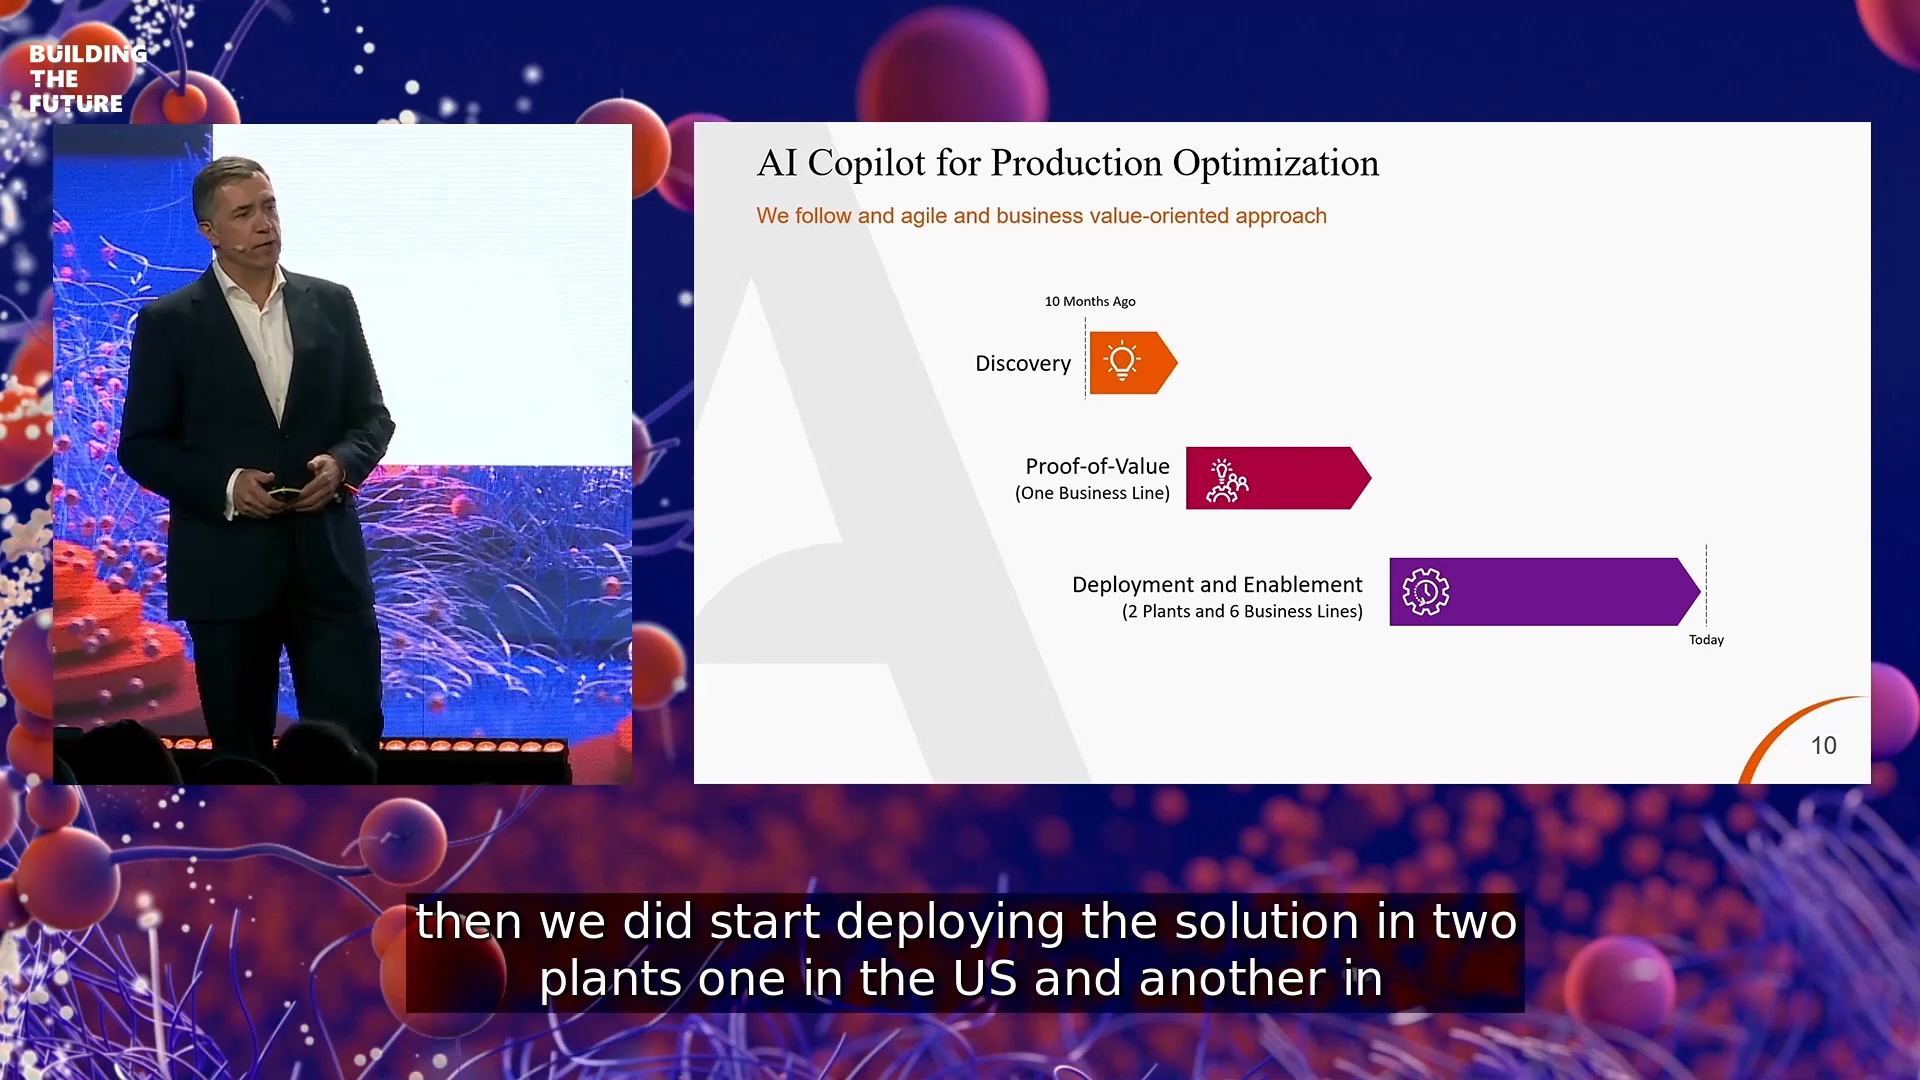 BUILDING
THE
FUTURE
AI Copilot for Production Optimization
We follow and agile and business value-oriented approach
10 Months Ago
Discovery
Proof-of-Value
(One Business Line)
Deployment and Enablement
(2 Plants and 6 Business Lines)
Today
10
then we did start deploying the solution in two
plants one in the US and another in